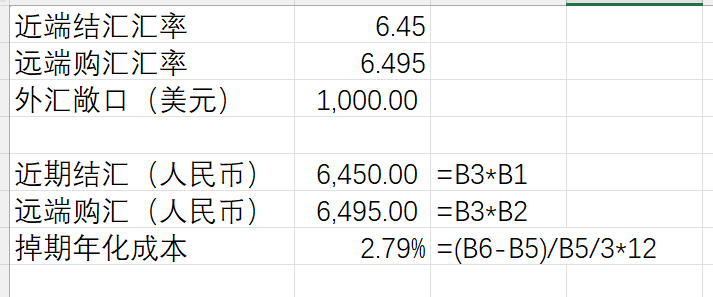 近端结汇汇率 6.45
远端购汇汇率 6.495
外汇敞口（美元） 1,000.00
近期结汇（人民币） 6,450.00 =B3*B1
远端购汇（人民币） 6,495.00 =B3*B2
掉期年化成本 2.79% =(B6-B5)/B5/3*12